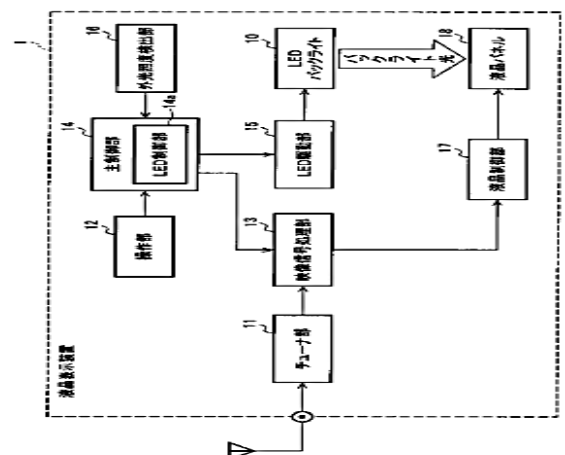 液晶表示装置
1
16
外光照度検出部
14
主制御部
14a
LED制御部
12
操作部
10
LED
バックライト
バックライト光
18
液晶パネル
15
LED駆動部
17
液晶制御部
13
映像信号処理部
11
チューナ部